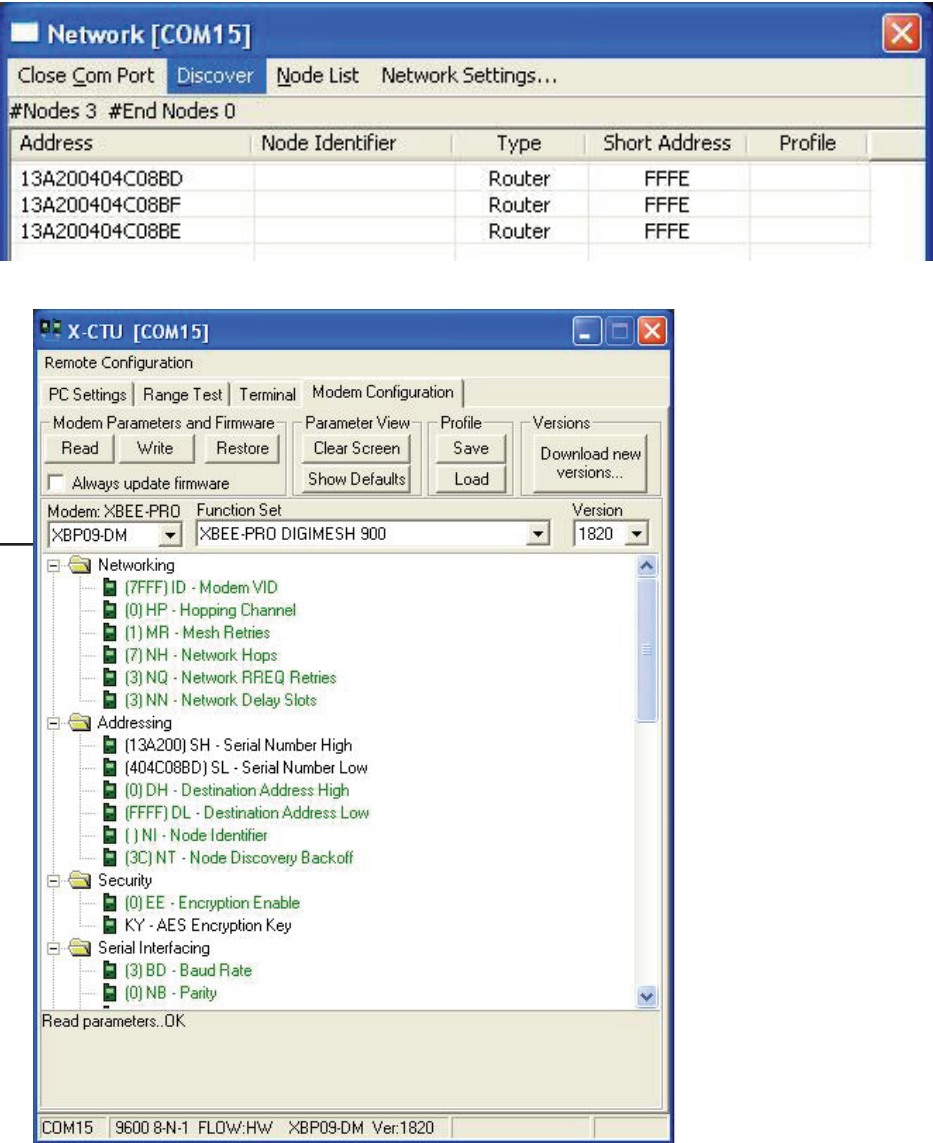 Network [COM15]
Close Com Port Discover Node List Network Settings...
#Nodes 3 #End Nodes 0
Address Node Identifier Type Short Address Profile
13A200404C08BD Router FFFE
13A200404C08BF Router FFFE
13A200404C08BE Router FFFE
X-CTU [COM15]
Remote Configuration
PC Settings Range Test Terminal Modem Configuration
Modem Parameters and Firmware Parameter View Profile Versions
Read Write Restore Clear Screen Save Download new versions...
Always update firmware Show Defaults Load
Modem: XBEE-PRO Function Set Version
XBP09-DM XBEE-PRO DIGIMESH 900 1820
Networking
(7FFF) ID - Modem VID
(0) HP - Hopping Channel
(1) MR - Mesh Retries
(7) NH - Network Hops
(3) NQ - Network RREQ Retries
(3) NN - Network Delay Slots
Addressing
(13A200) SH - Serial Number High
(404C08BD) SL - Serial Number Low
(0) DH - Destination Address High
(FFFF) DL - Destination Address Low
( ) NI - Node Identifier
(3C) NT - Node Discovery Backoff
Security
(0) EE - Encryption Enable
KY - AES Encryption Key
Serial Interfacing
(3) BD - Baud Rate
(0) NB - Parity
Read parameters..OK
COM15 9600 8-N-1 FLOW:HW XBP09-DM Ver:1820